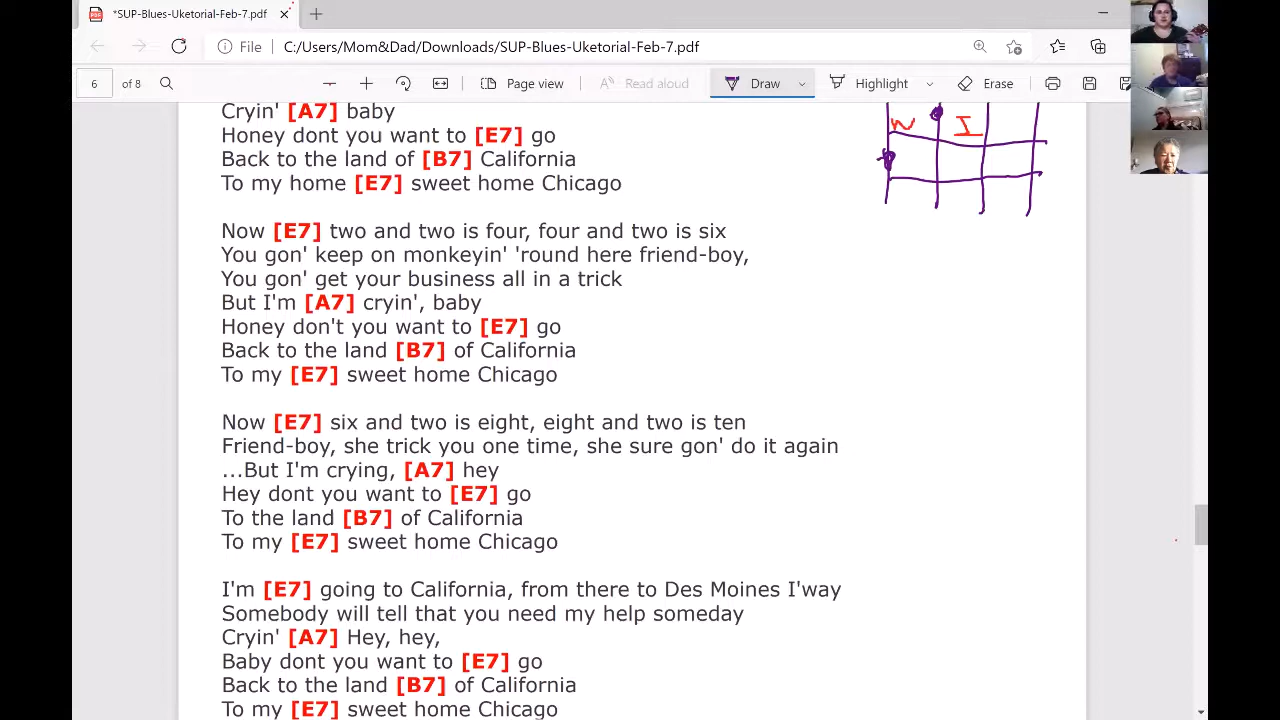 *SUP-Blues-Uketorial-Feb-7.pdf
File C:/Users/Mom&Dad/Downloads/SUP-Blues-Uketorial-Feb-7.pdf
6 of 8 Page view Read aloud Draw Highlight Erase
Cryin' [A7] baby
Honey dont you want to [E7] go
Back to the land of [B7] California
To my home [E7] sweet home Chicago
Now [E7] two and two is four, four and two is six
You gon' keep on monkeyin' 'round here friend-boy,
You gon' get your business all in a trick
But I'm [A7] cryin', baby
Honey don't you want to [E7] go
Back to the land [B7] of California
To my [E7] sweet home Chicago
Now [E7] six and two is eight, eight and two is ten
Friend-boy, she trick you one time, she sure gon' do it again
...But I'm crying, [A7] hey
Hey dont you want to [E7] go
To the land [B7] of California
To my [E7] sweet home Chicago
I'm [E7] going to California, from there to Des Moines I'way
Somebody will tell that you need my help someday
Cryin' [A7] Hey, hey,
Baby dont you want to [E7] go
Back to the land [B7] of California
To my [E7] sweet home Chicago